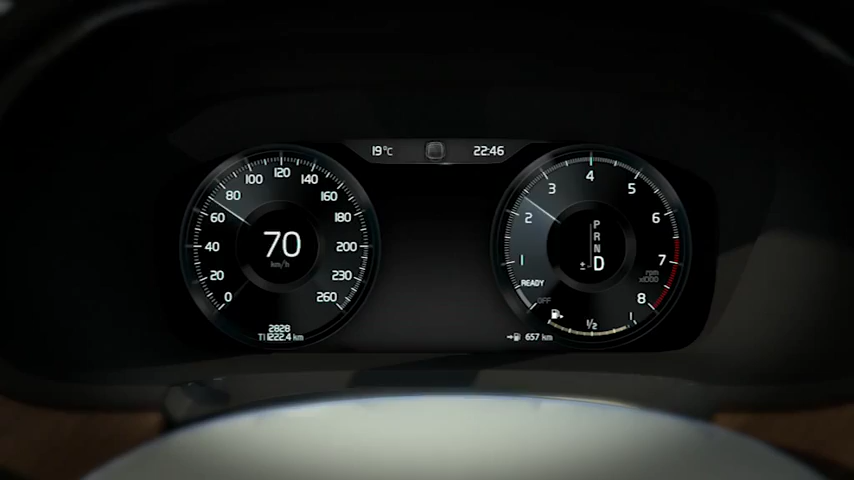 19°C
22:46
0
20
40
60
80
100
120
140
160
180
200
230
260
70
km/h
2828
T1 1222.4 km
1
2
3
4
5
6
7
8
rpm
x1000
READY
OFF
P
R
N
± D
1/2
1
657 km